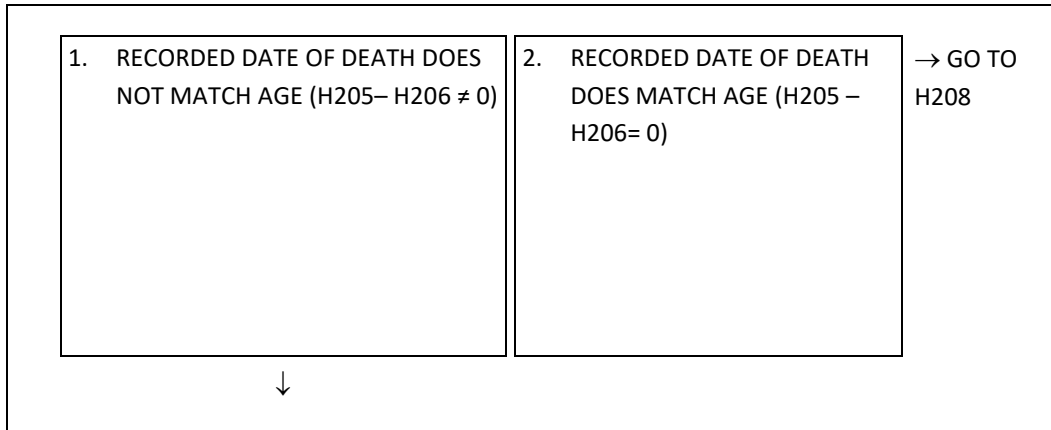 1. RECORDED DATE OF DEATH DOES
NOT MATCH AGE (H205– H206 ≠ 0)
2. RECORDED DATE OF DEATH
DOES MATCH AGE (H205 –
H206= 0)
→ GO TO
H208
↓